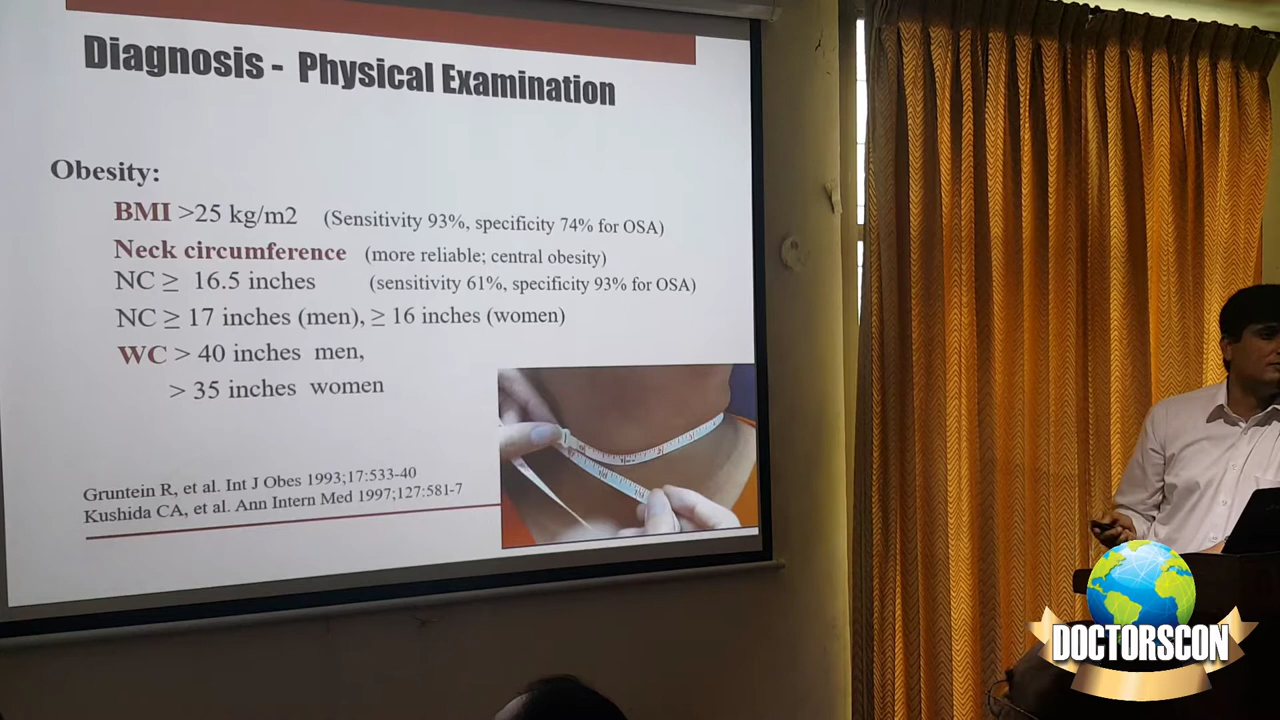 Diagnosis - Physical Examination
Obesity:
BMI >25 kg/m2 (Sensitivity 93%, specificity 74% for OSA)
Neck circumference (more reliable; central obesity)
NC ≥ 16.5 inches (sensitivity 61%, specificity 93% for OSA)
NC ≥ 17 inches (men), ≥ 16 inches (women)
WC > 40 inches men,
> 35 inches women
Gruntein R, et al. Int J Obes 1993;17:533-40
Kushida CA, et al. Ann Intern Med 1997;127:581-7
DOCTORSCON